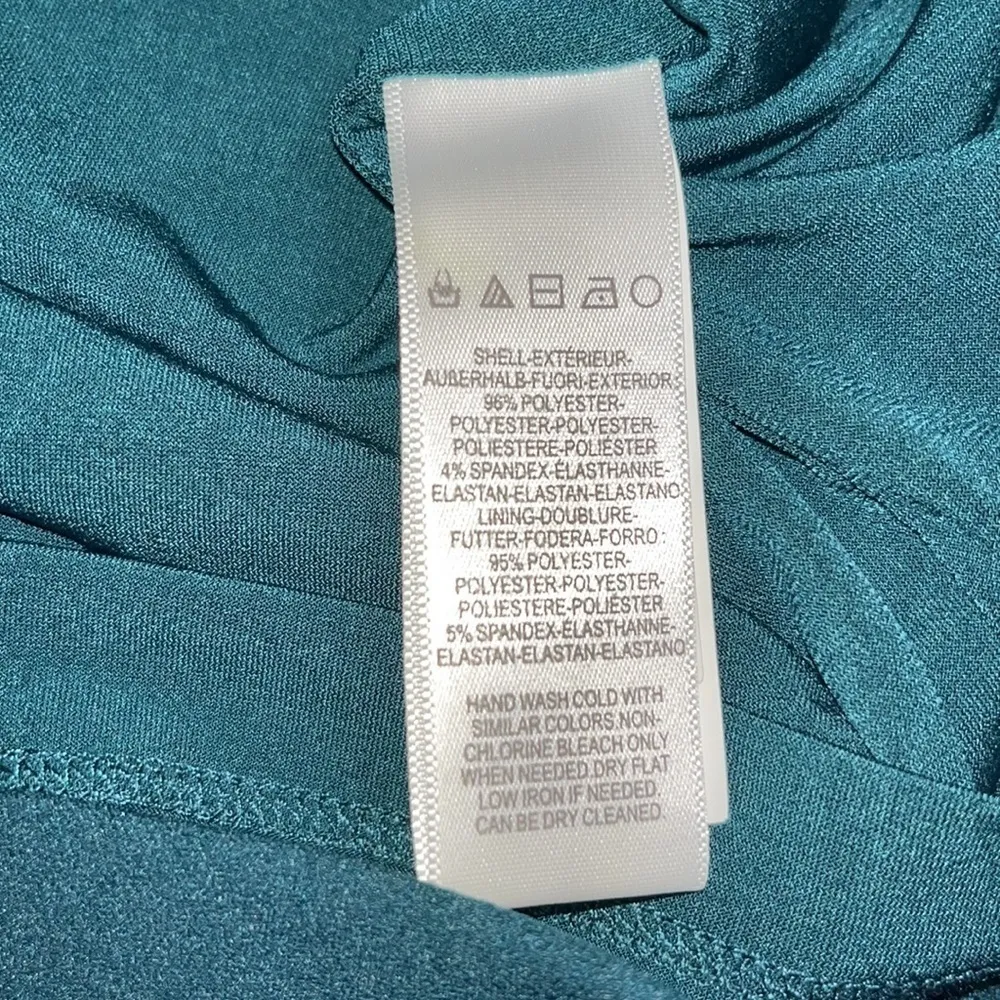 SHELL-EXTÉRIEUR-
AUßERHALB-FUORI-EXTERIOR:
96% POLYESTER-
POLYESTER-POLYESTER-
POLIESTERE-POLIÉSTER
4% SPANDEX-ÉLASTHANNE-
ELASTAN-ELASTAN-ELASTANO
LINING-DOUBLURE-
FUTTER-FODERA-FORRO:
95% POLYESTER-
POLYESTER-POLYESTER-
POLIESTERE-POLIÉSTER
5% SPANDEX-ÉLASTHANNE-
ELASTAN-ELASTAN-ELASTANO
HAND WASH COLD WITH
SIMILAR COLORS.NON-
CHLORINE BLEACH ONLY
WHEN NEEDED.DRY FLAT
LOW IRON IF NEEDED.
CAN BE DRY CLEANED.